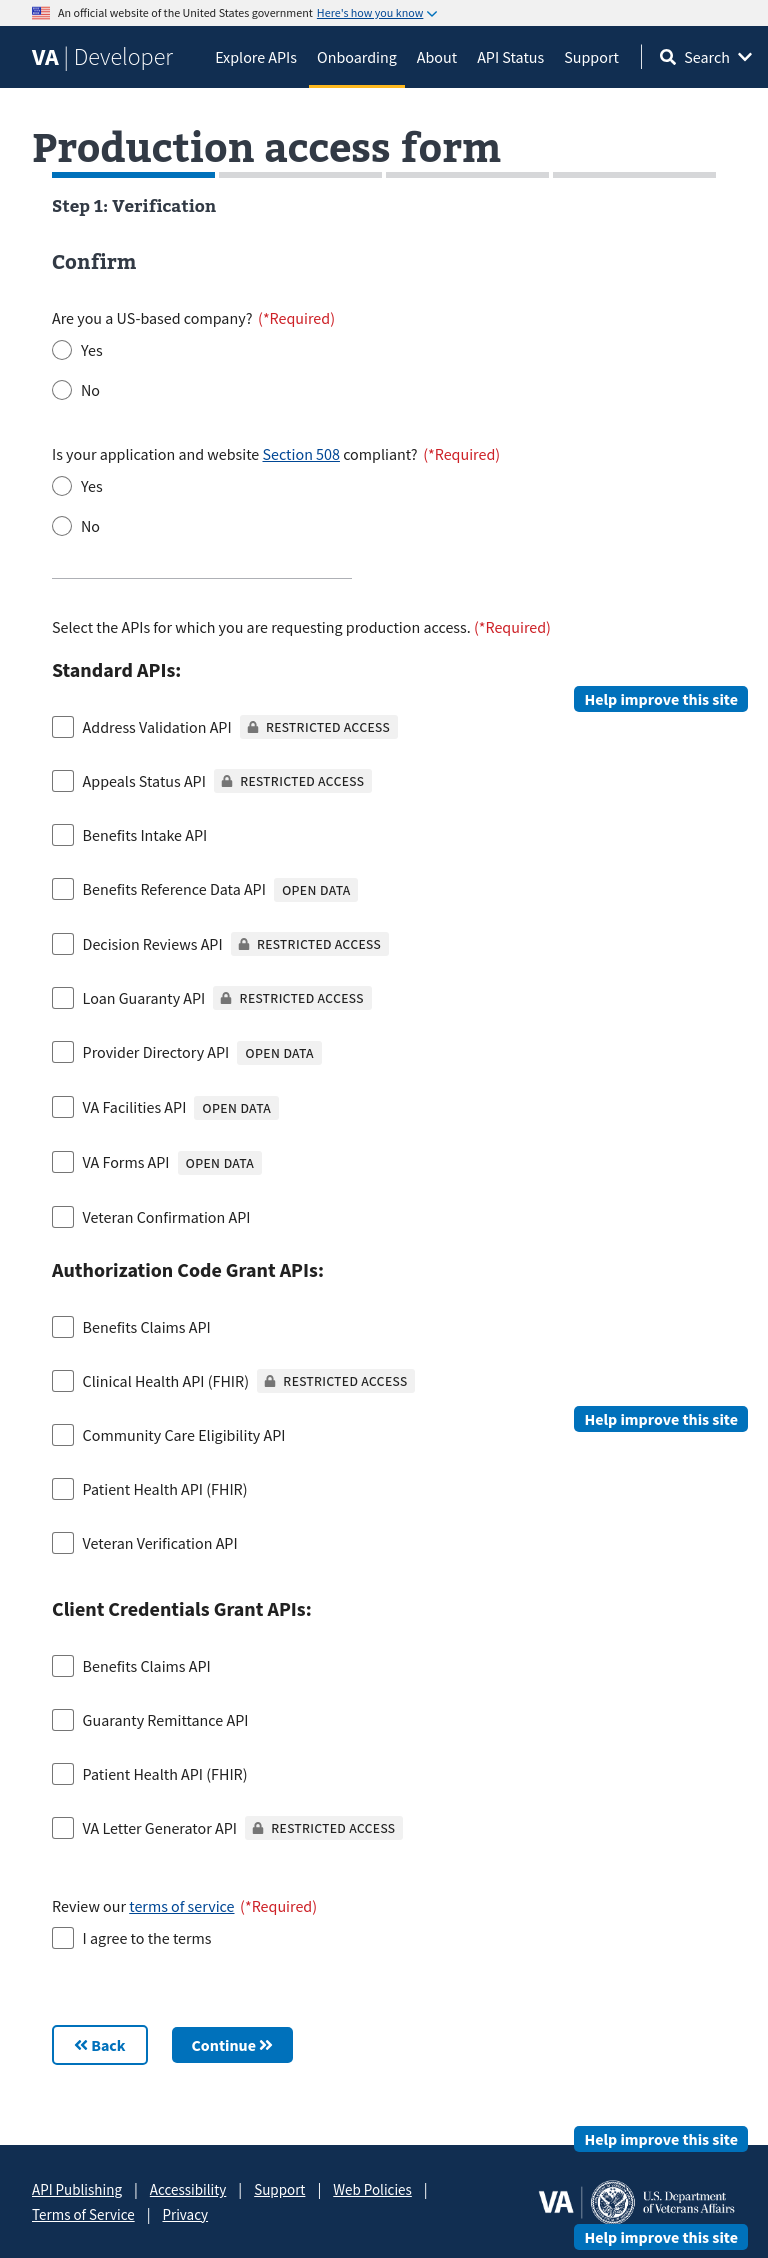 An official website of the United States government Here's how you know
VA | Developer
Explore APIs
Onboarding
About
API Status
Support
Search
Production access form
Step 1: Verification
Confirm
Are you a US-based company? (*Required)
Yes
No
Is your application and website Section 508 compliant? (*Required)
Yes
No
Select the APIs for which you are requesting production access. (*Required)
Standard APIs:
Help improve this site
Address Validation API RESTRICTED ACCESS
Appeals Status API RESTRICTED ACCESS
Benefits Intake API
Benefits Reference Data API OPEN DATA
Decision Reviews API RESTRICTED ACCESS
Loan Guaranty API RESTRICTED ACCESS
Provider Directory API OPEN DATA
VA Facilities API OPEN DATA
VA Forms API OPEN DATA
Veteran Confirmation API
Authorization Code Grant APIs:
Benefits Claims API
Clinical Health API (FHIR) RESTRICTED ACCESS
Help improve this site
Community Care Eligibility API
Patient Health API (FHIR)
Veteran Verification API
Client Credentials Grant APIs:
Benefits Claims API
Guaranty Remittance API
Patient Health API (FHIR)
VA Letter Generator API RESTRICTED ACCESS
Review our terms of service (*Required)
I agree to the terms
Back
Continue
Help improve this site
API Publishing | Accessibility | Support | Web Policies |
Terms of Service | Privacy
VA
U.S. Department
of Veterans Affairs
Help improve this site